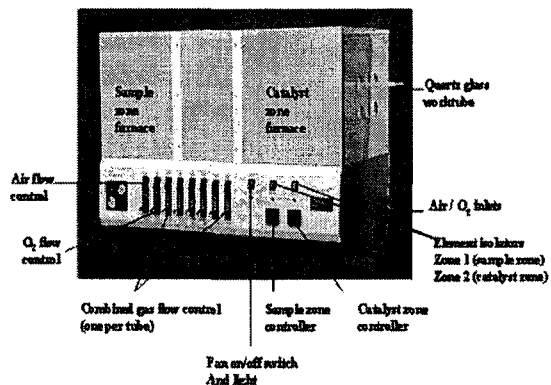 Sample
zone
furnace
Catalyst
zone
furnace
Quartz glass
worktube
Air flow
control
O₂ flow
control
Air / O₂ Inlets
Element isolators
Zone 1 (sample zone)
Zone 2 (catalyst zone)
Combined gas flow control
(one per tube)
Sample zone
controller
Catalyst zone
controller
Fan on/off switch
And light